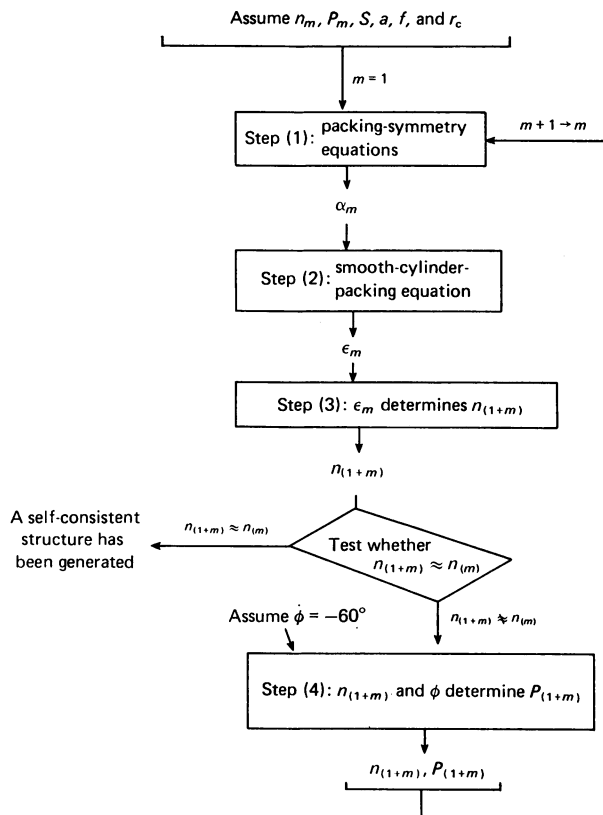 Assume n_m, P_m, S, a, f, and r_c
m = 1
m + 1 → m
Step (1): packing-symmetry
equations
α_m
Step (2): smooth-cylinder-
packing equation
ϵ_m
Step (3): ϵ_m determines n_(1+m)
n_(1+m)
A self-consistent
structure has
been generated
n_(1+m) ≈ n_(m)
Test whether
n_(1+m) ≈ n_(m)
n_(1+m) ≉ n_(m)
Assume ϕ = −60°
Step (4): n_(1+m) and ϕ determine P_(1+m)
n_(1+m), P_(1+m)